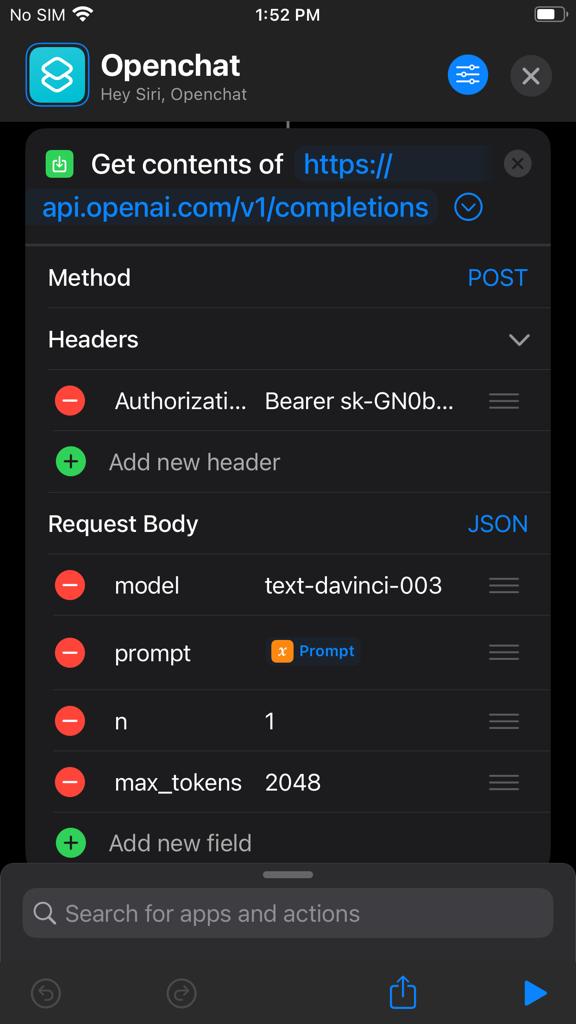 No SIM 1:52 PM
Openchat
Hey Siri, Openchat
Get contents of https://
api.openai.com/v1/completions
Method POST
Headers
Authorizati... Bearer sk-GN0b...
Add new header
Request Body JSON
model text-davinci-003
prompt x Prompt
n 1
max_tokens 2048
Add new field
Search for apps and actions